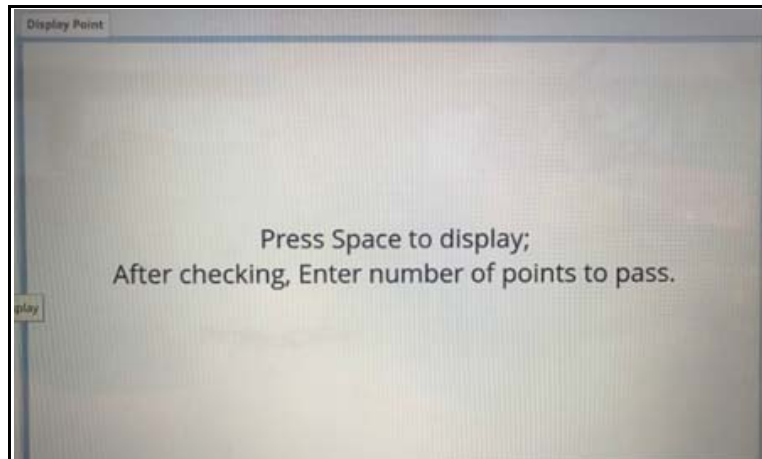 Display Point
Press Space to display;
After checking, Enter number of points to pass.
play